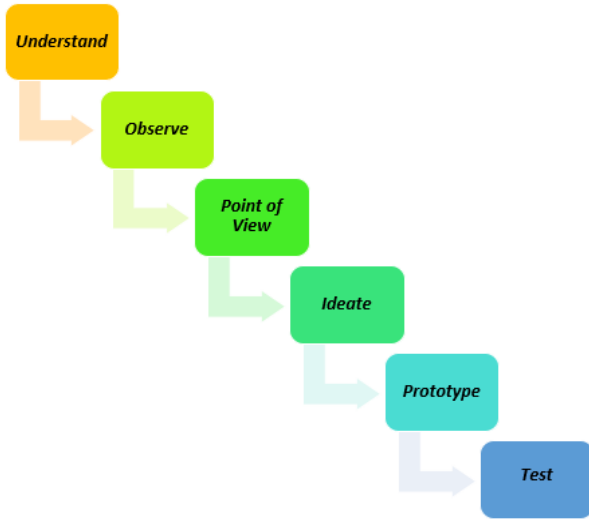 Understand
Observe
Point of
View
Ideate
Prototype
Test